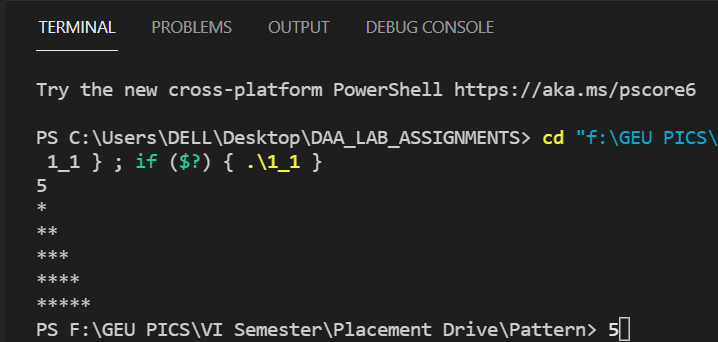 TERMINAL PROBLEMS OUTPUT DEBUG CONSOLE
Try the new cross-platform PowerShell https://aka.ms/pscore6
PS C:\Users\DELL\Desktop\DAA_LAB_ASSIGNMENTS> cd "f:\GEU PICS\
1_1 } ; if ($?) { .\1_1 }
5
*
**
***
****
*****
PS F:\GEU PICS\VI Semester\Placement Drive\Pattern> 5